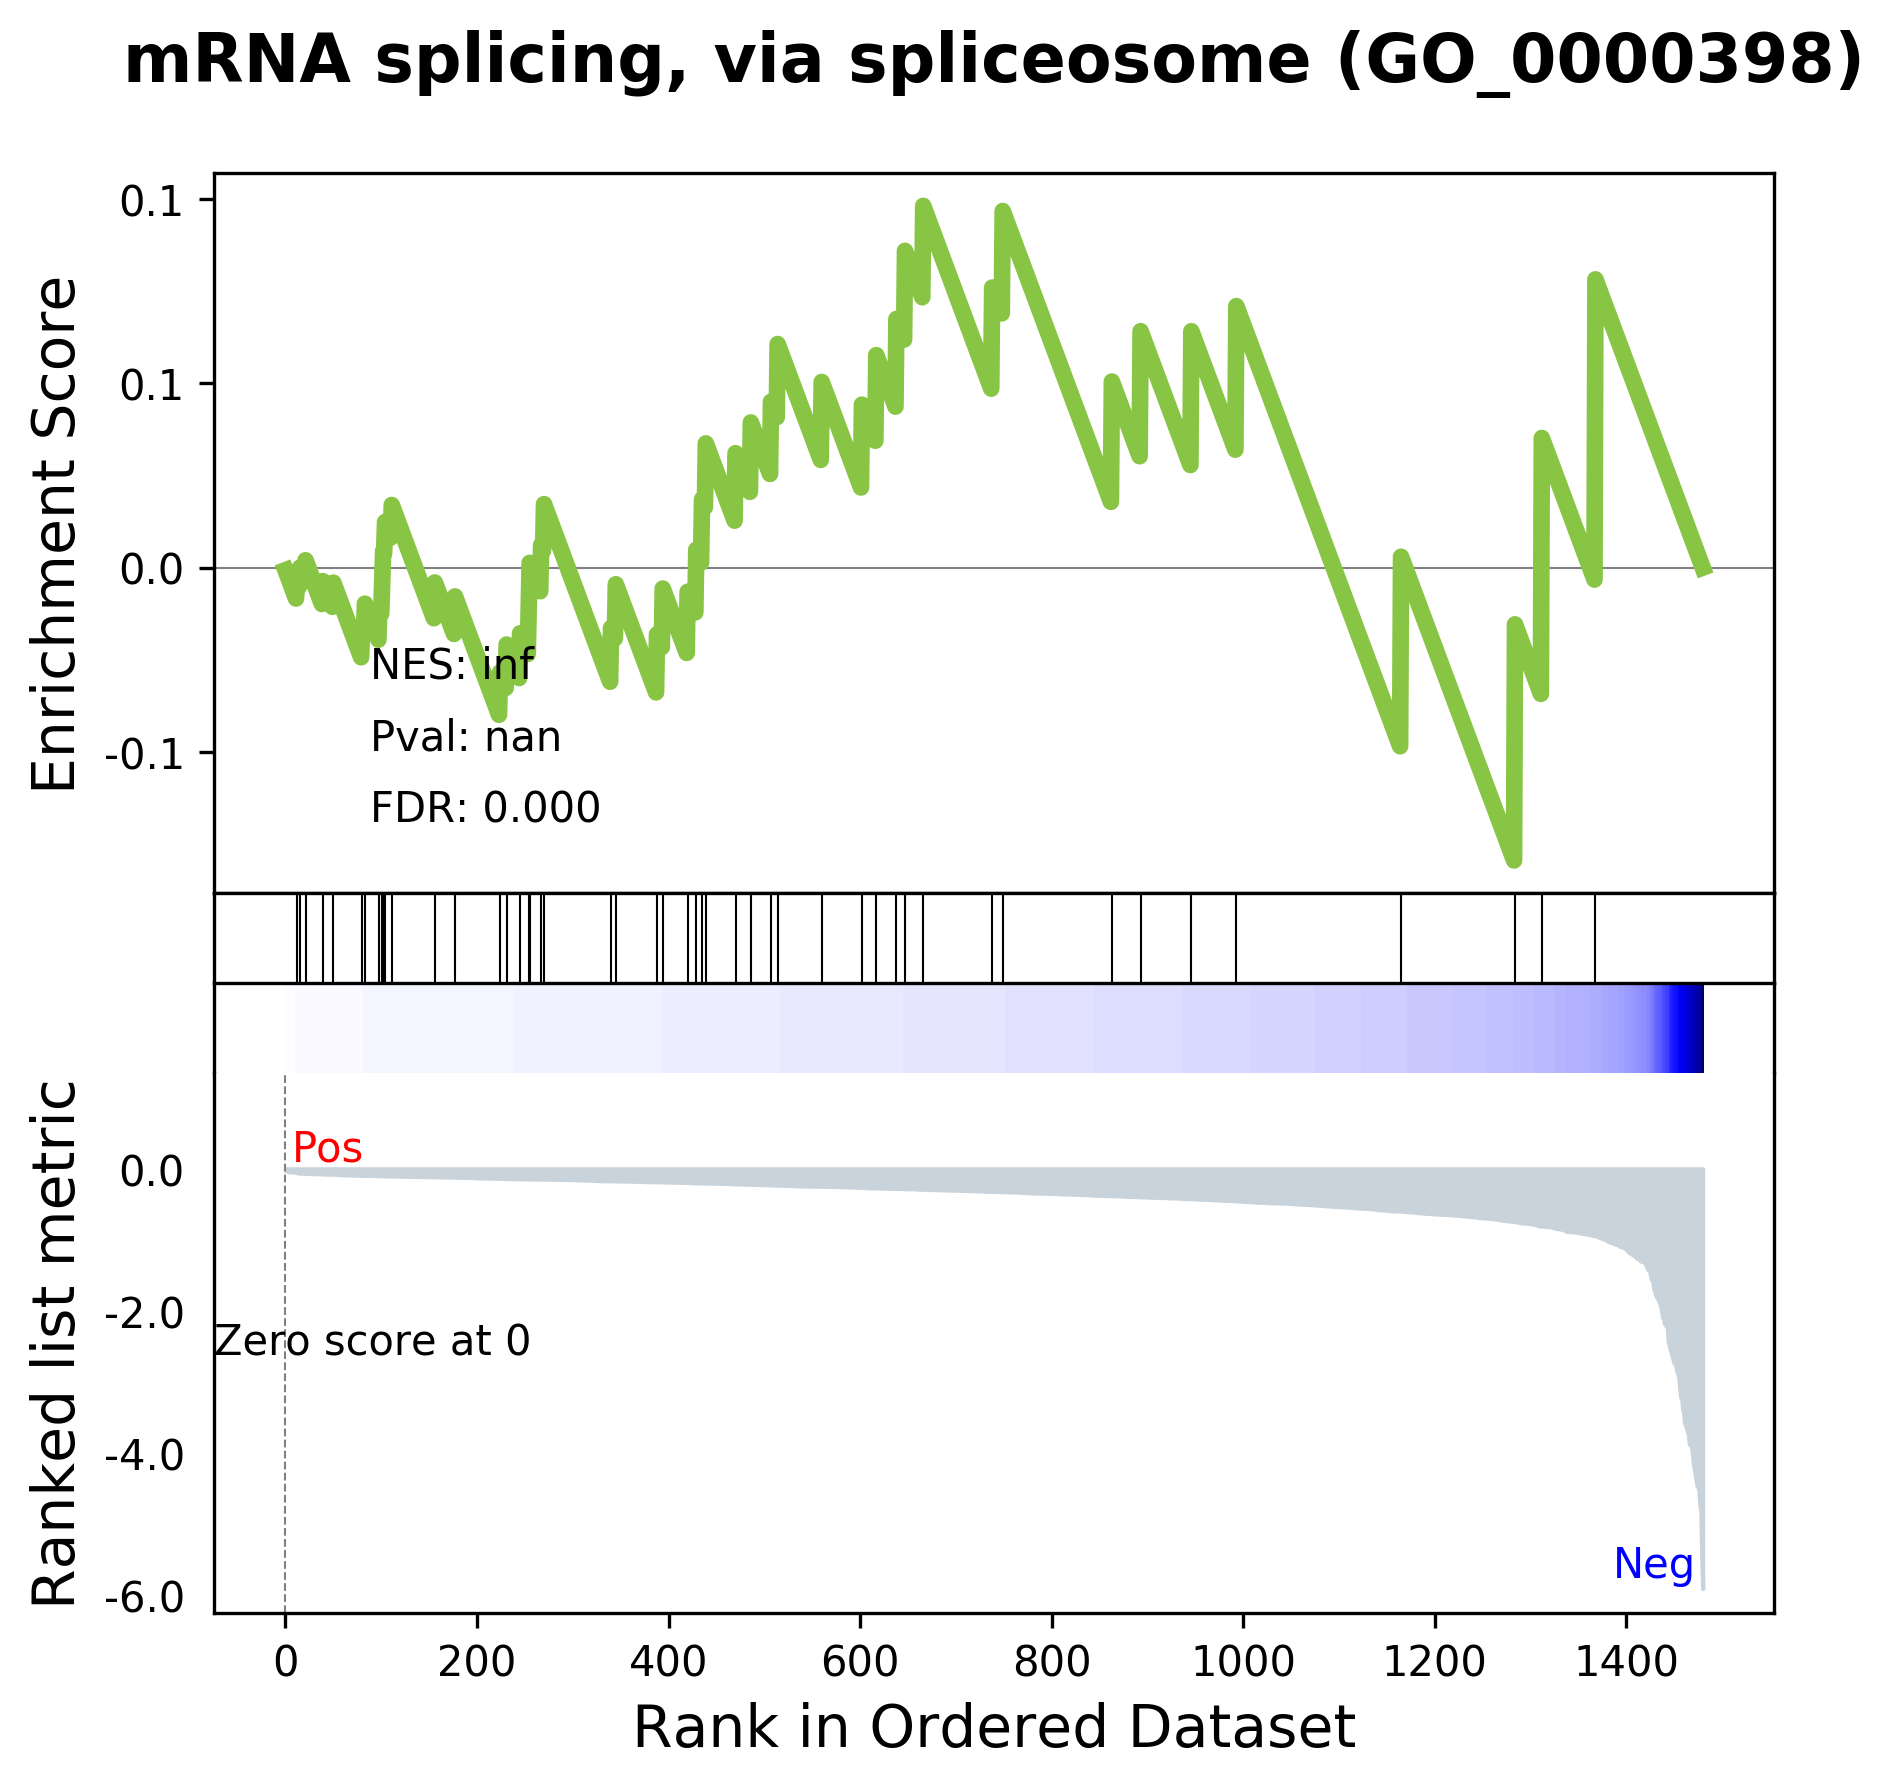 mRNA splicing, via spliceosome (GO_0000398)
Enrichment Score
0.1
0.1
0.0
-0.1
NES: inf
Pval: nan
FDR: 0.000
Ranked list metric
Pos
0.0
-2.0
Zero score at 0
-4.0
Neg
-6.0
0 200 400 600 800 1000 1200 1400
Rank in Ordered Dataset